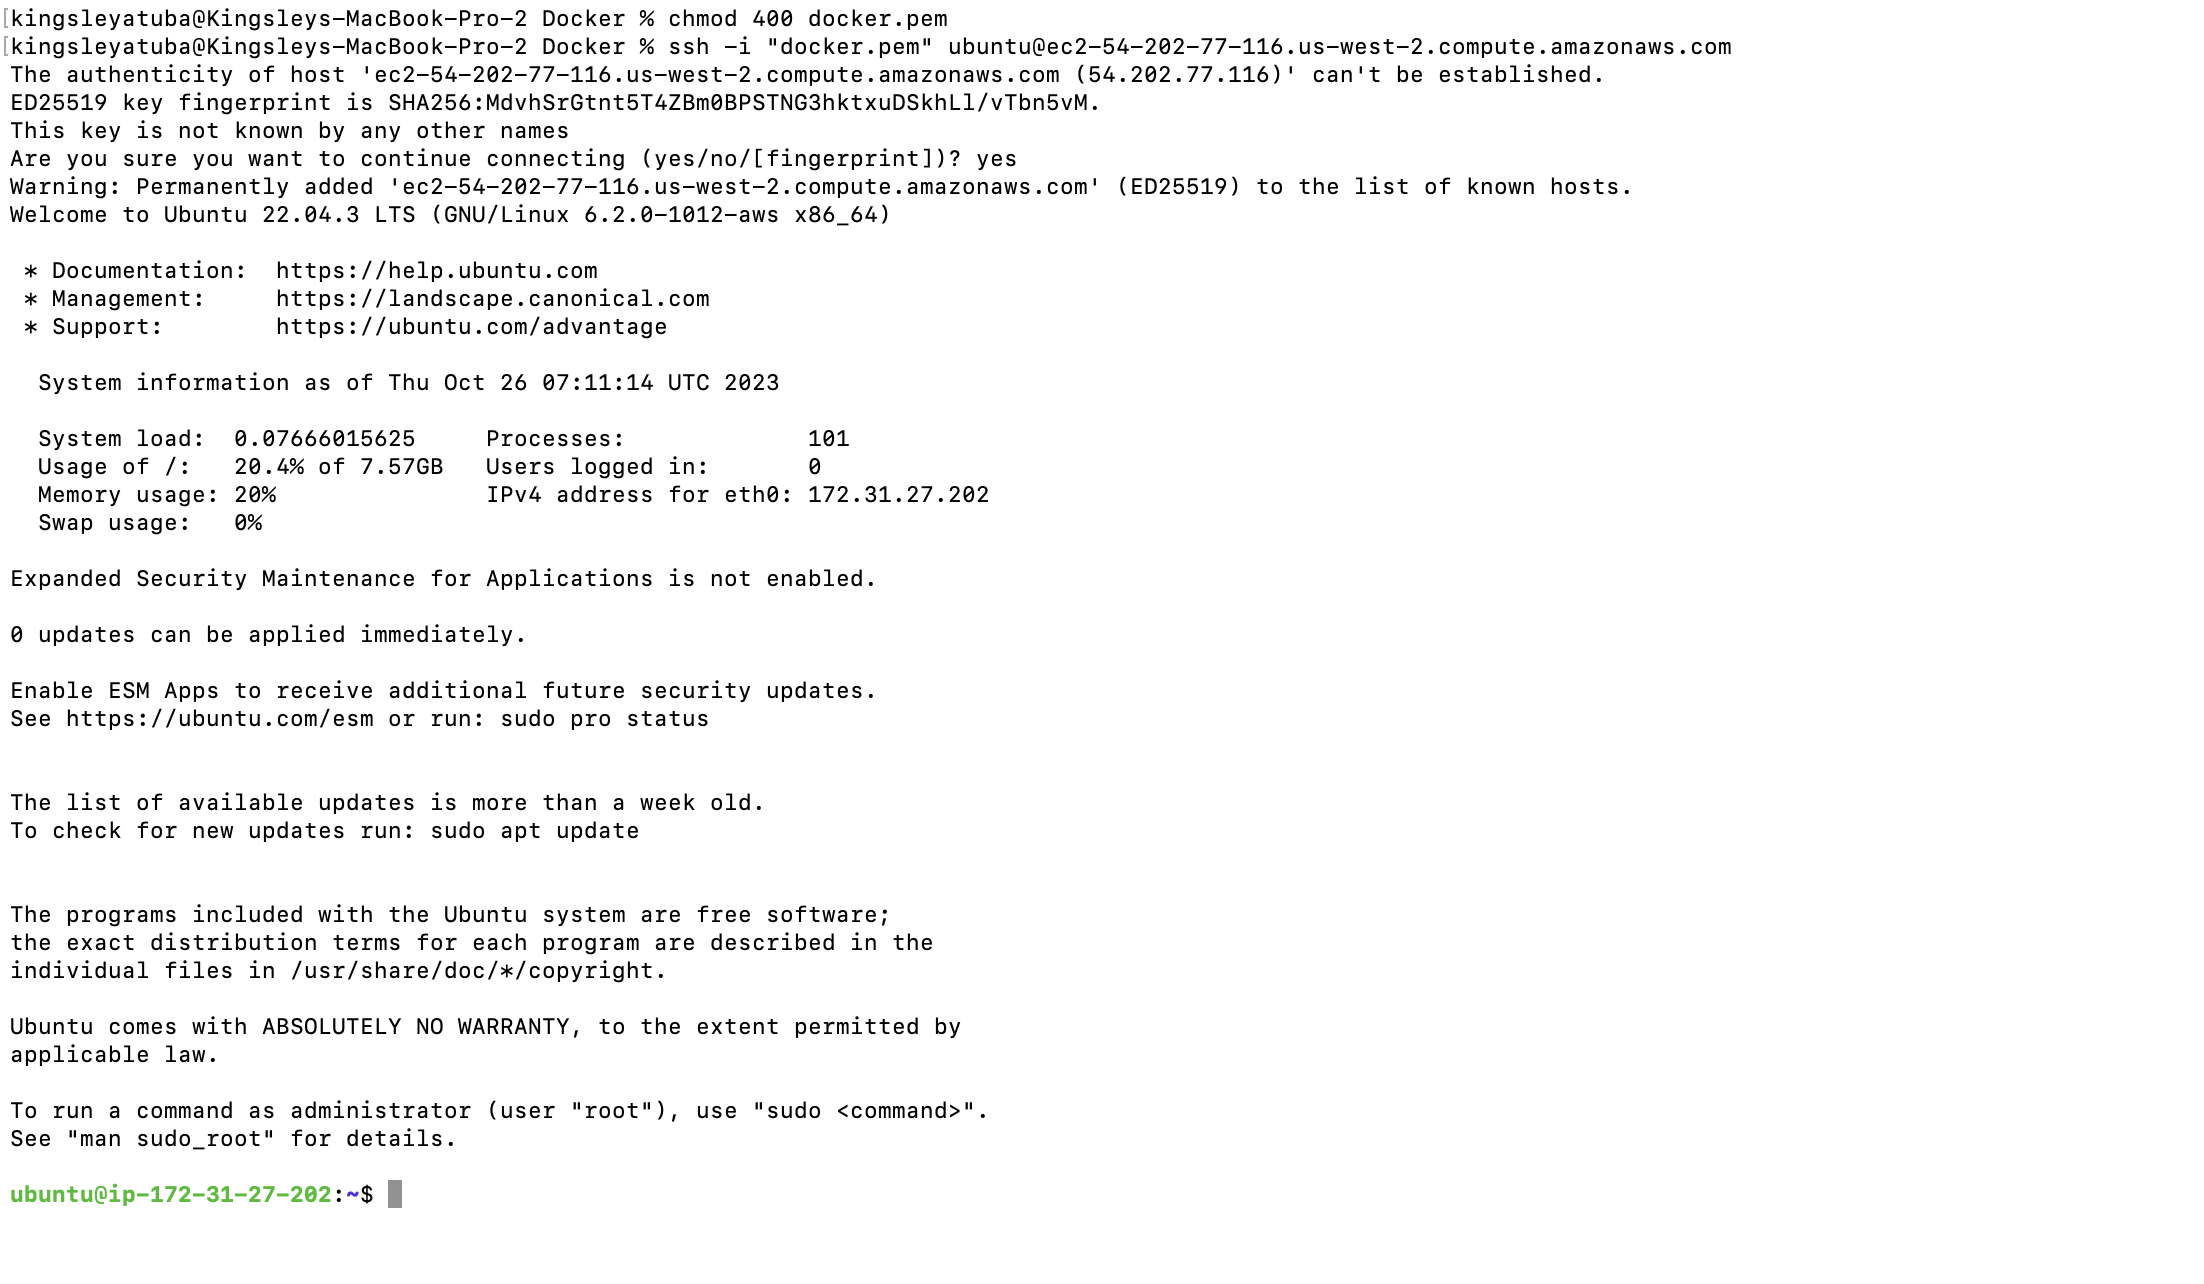 [kingsleyatuba@Kingsleys-MacBook-Pro-2 Docker % chmod 400 docker.pem
[kingsleyatuba@Kingsleys-MacBook-Pro-2 Docker % ssh -i "docker.pem" ubuntu@ec2-54-202-77-116.us-west-2.compute.amazonaws.com
The authenticity of host 'ec2-54-202-77-116.us-west-2.compute.amazonaws.com (54.202.77.116)' can't be established.
ED25519 key fingerprint is SHA256:MdvhSrGtnt5T4ZBm0BPSTNG3hktxuDSkhLl/vTbn5vM.
This key is not known by any other names
Are you sure you want to continue connecting (yes/no/[fingerprint])? yes
Warning: Permanently added 'ec2-54-202-77-116.us-west-2.compute.amazonaws.com' (ED25519) to the list of known hosts.
Welcome to Ubuntu 22.04.3 LTS (GNU/Linux 6.2.0-1012-aws x86_64)

 * Documentation:  https://help.ubuntu.com
 * Management:     https://landscape.canonical.com
 * Support:        https://ubuntu.com/advantage

  System information as of Thu Oct 26 07:11:14 UTC 2023

  System load:  0.07666015625     Processes:             101
  Usage of /:   20.4% of 7.57GB   Users logged in:       0
  Memory usage: 20%               IPv4 address for eth0: 172.31.27.202
  Swap usage:   0%

Expanded Security Maintenance for Applications is not enabled.

0 updates can be applied immediately.

Enable ESM Apps to receive additional future security updates.
See https://ubuntu.com/esm or run: sudo pro status


The list of available updates is more than a week old.
To check for new updates run: sudo apt update


The programs included with the Ubuntu system are free software;
the exact distribution terms for each program are described in the
individual files in /usr/share/doc/*/copyright.

Ubuntu comes with ABSOLUTELY NO WARRANTY, to the extent permitted by
applicable law.

To run a command as administrator (user "root"), use "sudo <command>".
See "man sudo_root" for details.

ubuntu@ip-172-31-27-202:~$